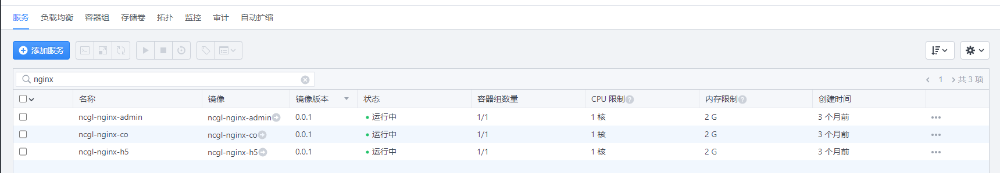 服务 负载均衡 容器组 存储卷 拓扑 监控 审计 自动扩缩
添加服务
nginx 1 共 3 项
名称 镜像 镜像版本 状态 容器组数量 CPU 限制 内存限制 创建时间
ncgl-nginx-admin ncgl-nginx-admin 0.0.1 运行中 1/1 1 核 2 G 3 个月前
ncgl-nginx-co ncgl-nginx-co 0.0.1 运行中 1/1 1 核 2 G 3 个月前
ncgl-nginx-h5 ncgl-nginx-h5 0.0.1 运行中 1/1 1 核 2 G 3 个月前